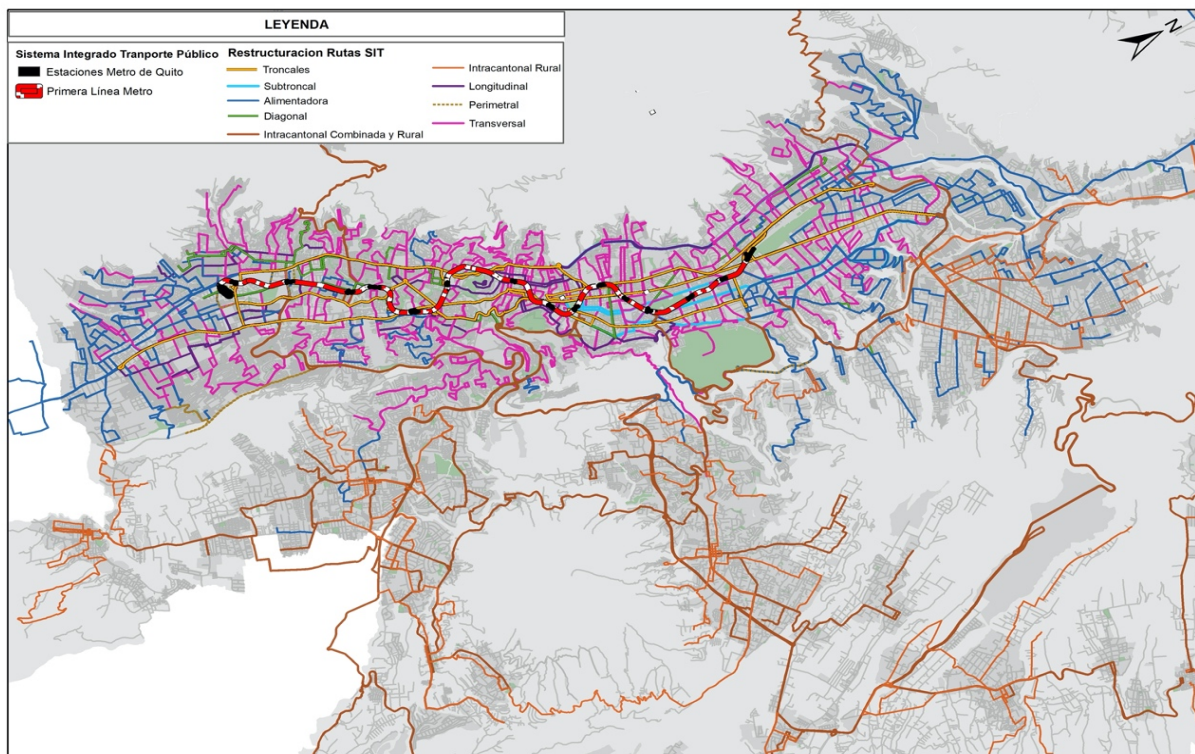 LEYENDA
Sistema Integrado Tranporte Público
Estaciones Metro de Quito
Primera Línea Metro
Restructuracion Rutas SIT
Troncales
Subtroncal
Alimentadora
Diagonal
Intracantonal Combinada y Rural
Intracantonal Rural
Longitudinal
Perimetral
Transversal
N